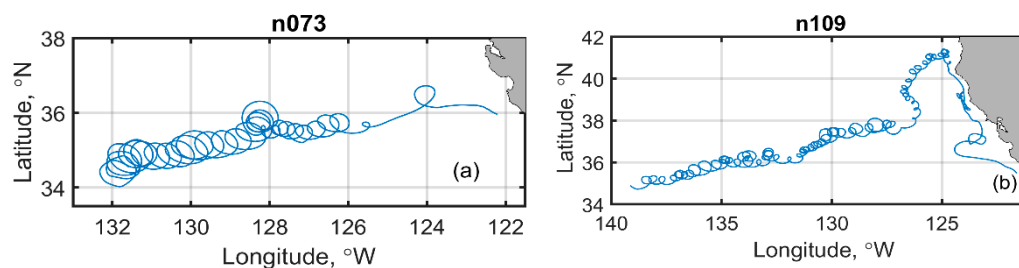 n073
38
36
34
Latitude, °N
132
130
128
126
124
122
Longitude, °W
(a)
n109
42
40
38
36
34
Latitude, °N
140
135
130
125
Longitude, °W
(b)